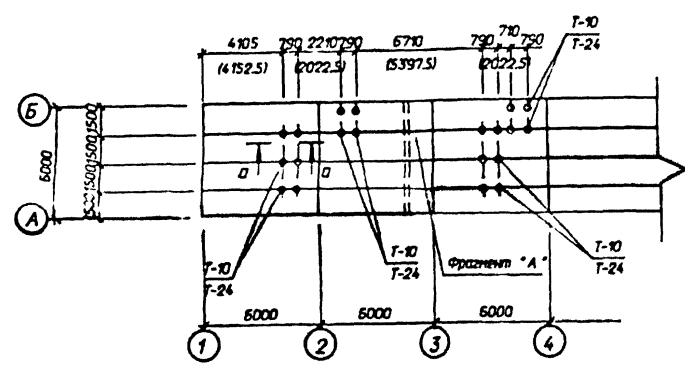 4105 790 2210 790 6710 790 710 790
(4152.5) (2022.5) (5397.5) (2022.5)
Т-10
Т-24
Б
1500 1500 1500 1500
6000
А
а а
Т-10
Т-24
Т-10
Т-24
Фрагмент "А"
Т-10
Т-24
6000 6000 6000
1 2 3 4